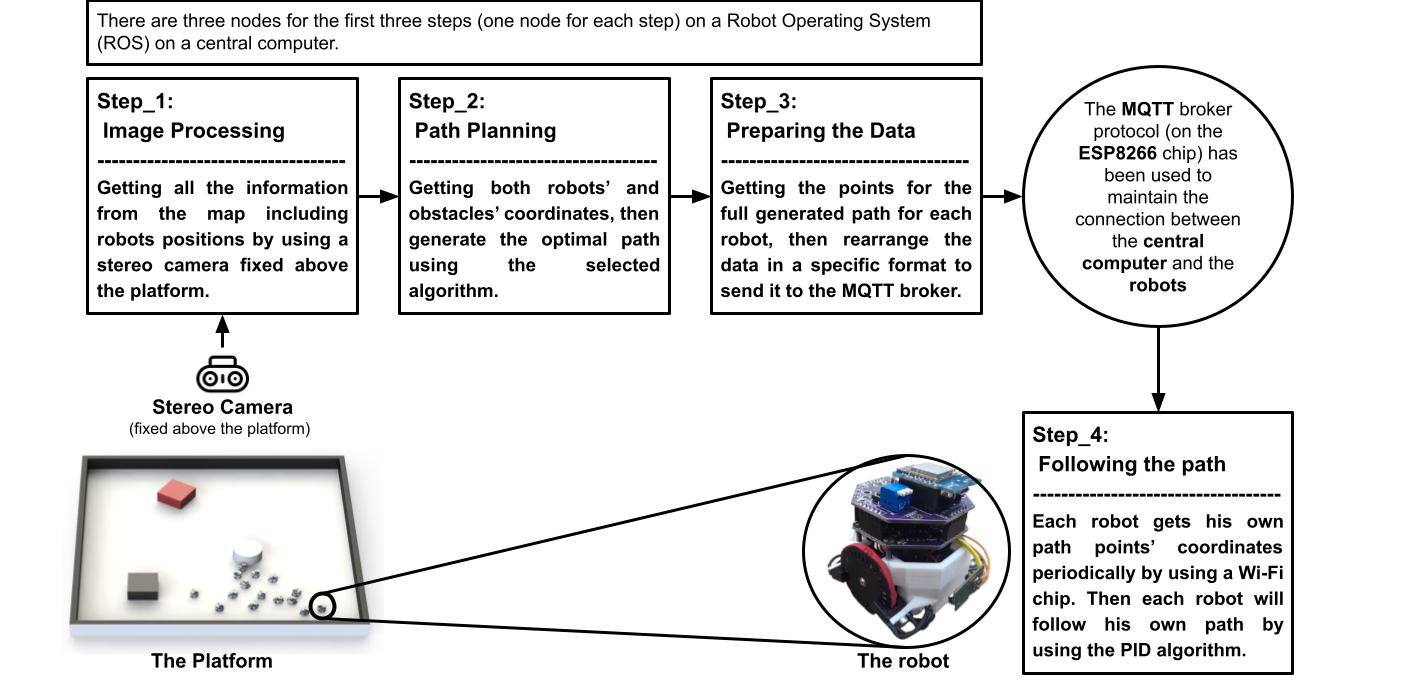 There are three nodes for the first three steps (one node for each step) on a Robot Operating System
(ROS) on a central computer.
Step_1:
Image Processing
-----------------------------------
Getting all the information
from the map including
robots positions by using a
stereo camera fixed above
the platform.
Step_2:
Path Planning
-----------------------------------
Getting both robots’ and
obstacles’ coordinates, then
generate the optimal path
using the selected
algorithm.
Step_3:
Preparing the Data
-----------------------------------
Getting the points for the
full generated path for each
robot, then rearrange the
data in a specific format to
send it to the MQTT broker.
The MQTT broker
protocol (on the
ESP8266 chip) has
been used to
maintain the
connection between
the central
computer and the
robots
Stereo Camera
(fixed above the platform)
The Platform
The robot
Step_4:
Following the path
-----------------------------------
Each robot gets his own
path points’ coordinates
periodically by using a Wi-Fi
chip. Then each robot will
follow his own path by
using the PID algorithm.